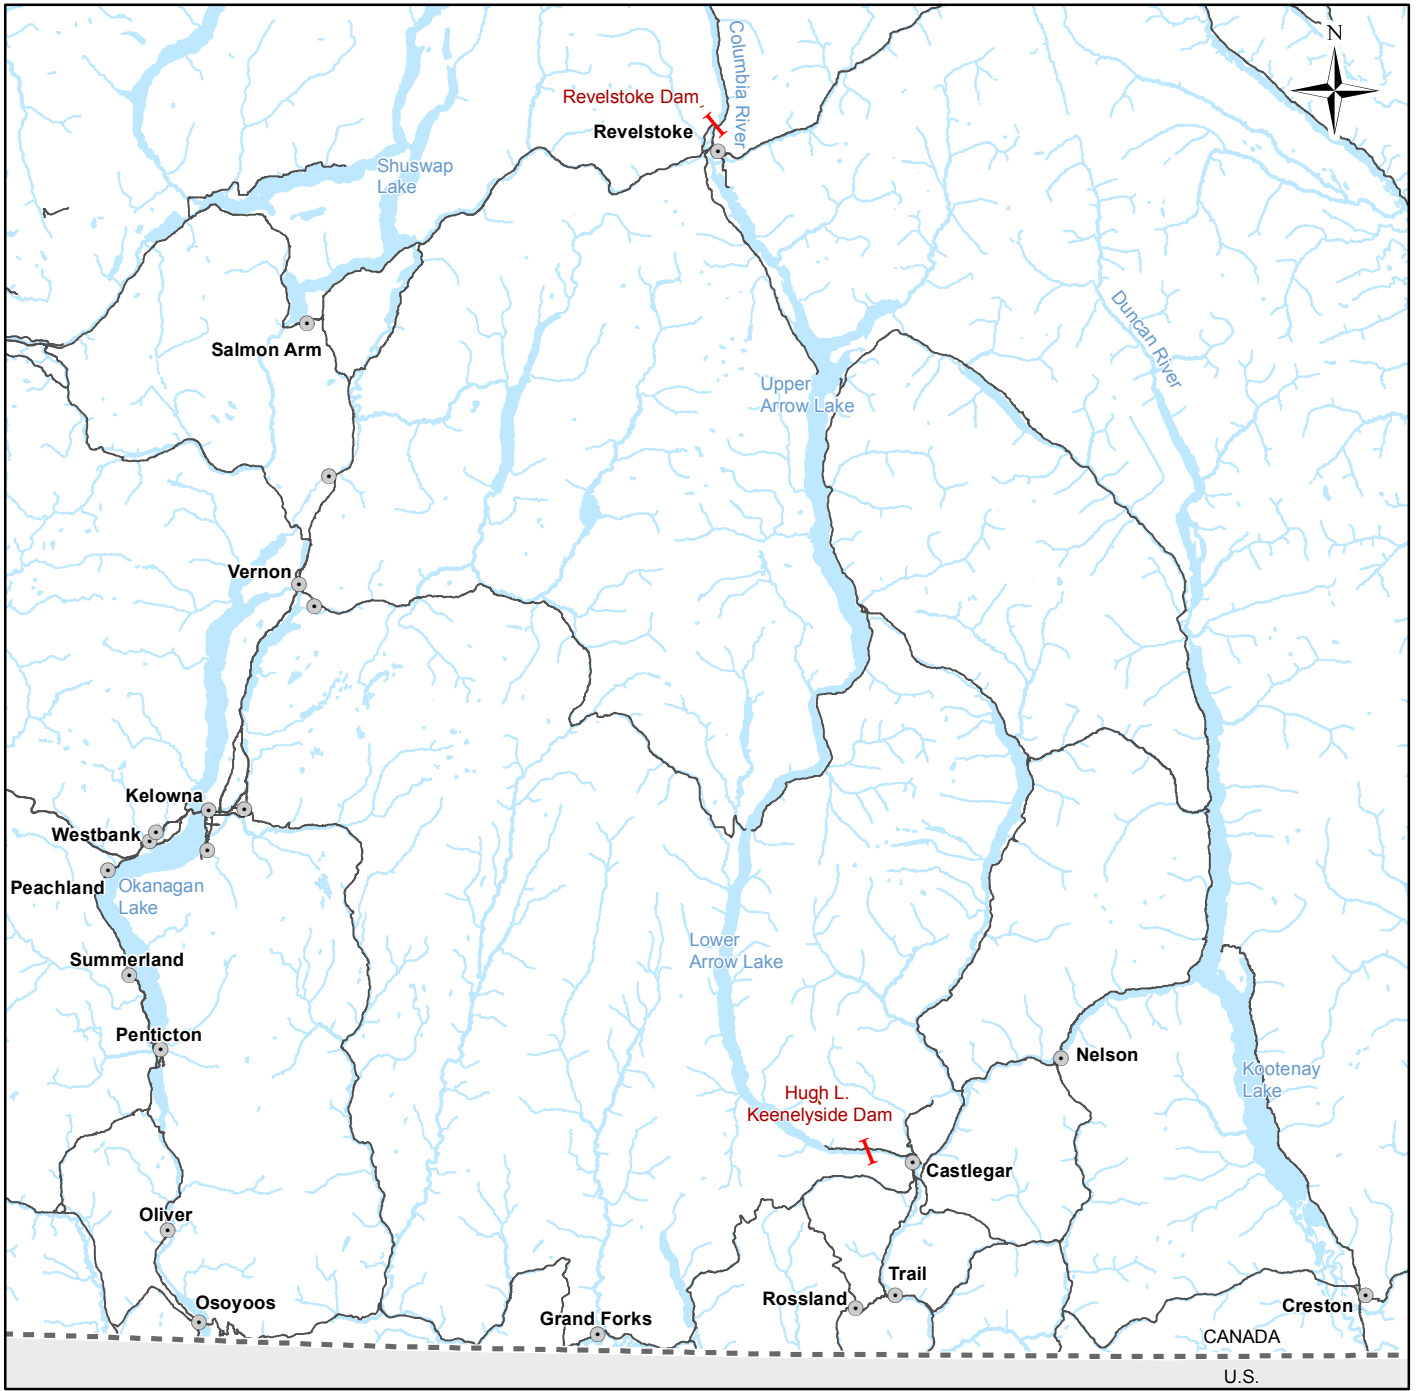 N
Columbia River
Revelstoke Dam
Revelstoke
Shuswap
Lake
Duncan River
Salmon Arm
Upper
Arrow Lake
Vernon
Kelowna
Westbank
Peachland
Okanagan
Lake
Lower
Arrow Lake
Summerland
Penticton
Nelson
Kootenay
Lake
Hugh L.
Keenelyside Dam
Castlegar
Oliver
Trail
Osoyoos
Rossland
Creston
Grand Forks
CANADA
U.S.